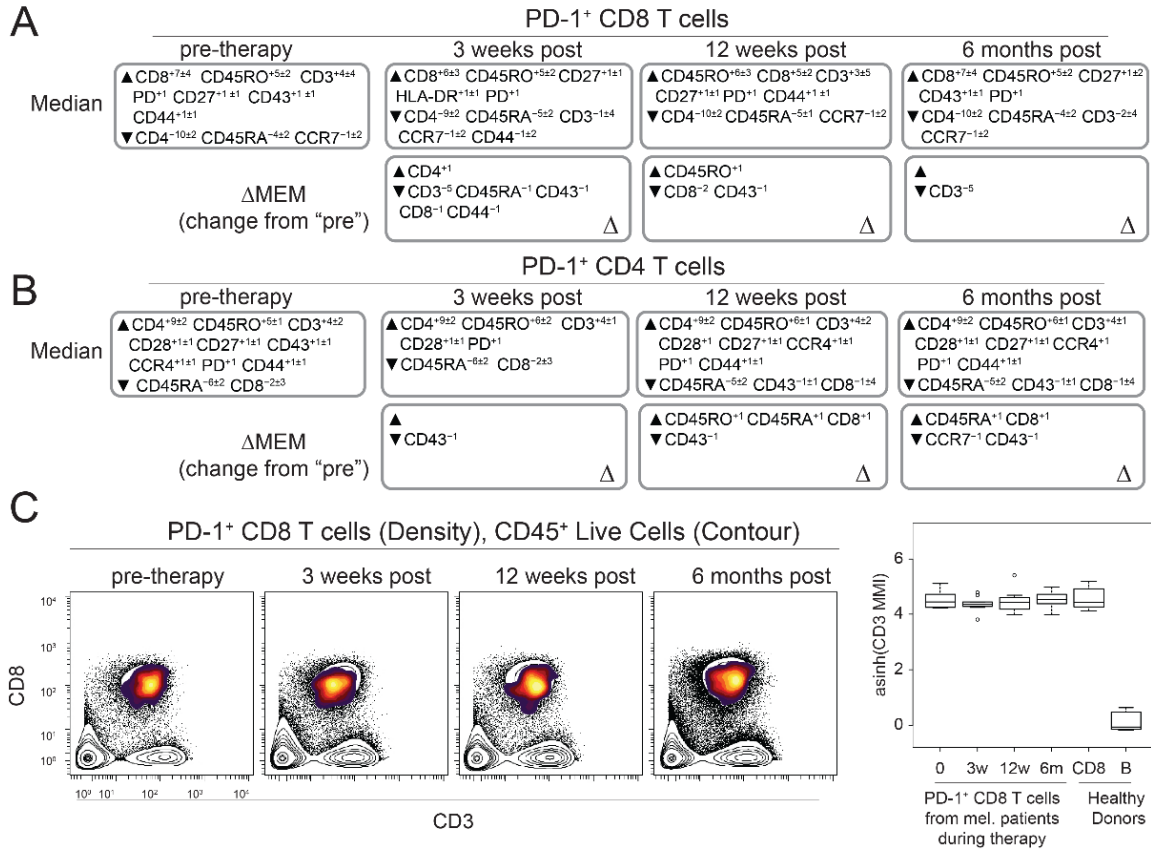 A
PD-1⁺ CD8 T cells
pre-therapy
3 weeks post
12 weeks post
6 months post
Median
▲CD8⁺⁷±⁴ CD45RO⁺⁵±² CD3⁺⁴±⁴
PD⁺¹ CD27⁺¹±¹ CD43⁺¹±¹
CD44⁺¹±¹
▼CD4⁻¹⁰±² CD45RA⁻⁴±² CCR7⁻¹±²
▲CD8⁺⁶±³ CD45RO⁺⁵±² CD27⁺¹±¹
HLA-DR⁺¹±¹ PD⁺¹
▼CD4⁻⁹±² CD45RA⁻⁵±² CD3⁻¹±⁴
CCR7⁻¹±² CD44⁻¹±²
▲CD45RO⁺⁶±³ CD8⁺⁵±² CD3⁺³±⁵
CD27⁺¹±¹ PD⁺¹ CD44⁺¹±¹
▼CD4⁻¹⁰±² CD45RA⁻⁵±¹ CCR7⁻¹±²
▲CD8⁺⁷±⁴ CD45RO⁺⁵±² CD27⁺¹±²
CD43⁺¹±¹ PD⁺¹
▼CD4⁻¹⁰±² CD45RA⁻⁴±² CD3⁻²±⁴
CCR7⁻¹±²
ΔMEM
(change from "pre")
▲CD4⁺¹
▼CD3⁻⁵ CD45RA⁻¹ CD43⁻¹
CD8⁻¹ CD44⁻¹
Δ
▲CD45RO⁺¹
▼CD8⁻² CD43⁻¹
Δ
▲
▼CD3⁻⁵
Δ
B
PD-1⁺ CD4 T cells
pre-therapy
3 weeks post
12 weeks post
6 months post
Median
▲CD4⁺⁹±² CD45RO⁺⁵±¹ CD3⁺⁴±²
CD28⁺¹±¹ CD27⁺¹±¹ CD43⁺¹±¹
CCR4⁺¹±¹ PD⁺¹ CD44⁺¹±¹
▼ CD45RA⁻⁶±² CD8⁻²±³
▲CD4⁺⁹±² CD45RO⁺⁶±² CD3⁺⁴±¹
CD28⁺¹±¹ PD⁺¹
▼CD45RA⁻⁶±² CD8⁻²±³
▲CD4⁺⁹±² CD45RO⁺⁶±¹ CD3⁺⁴±²
CD28⁺¹ CD27⁺¹±¹ CCR4⁺¹±¹
PD⁺¹ CD44⁺¹±¹
▼CD45RA⁻⁵±² CD43⁻¹±¹ CD8⁻¹±⁴
▲CD4⁺⁹±² CD45RO⁺⁶±¹ CD3⁺⁴±¹
CD28⁺¹±¹ CD27⁺¹±¹ CCR4⁺¹
PD⁺¹ CD44⁺¹±¹
▼CD45RA⁻⁵±² CD43⁻¹±¹ CD8⁻¹±⁴
ΔMEM
(change from "pre")
▲
▼CD43⁻¹
Δ
▲CD45RO⁺¹ CD45RA⁺¹ CD8⁺¹
▼CD43⁻¹
Δ
▲CD45RA⁺¹ CD8⁺¹
▼CCR7⁻¹ CD43⁻¹
Δ
C
PD-1⁺ CD8 T cells (Density), CD45⁺ Live Cells (Contour)
pre-therapy
3 weeks post
12 weeks post
6 months post
CD8
10⁴
10³
10²
10¹
10⁰
10⁰ 10¹ 10² 10³ 10⁴
CD3
asinh(CD3 MMI)
6
4
2
0
0 3w 12w 6m CD8 B
PD-1⁺ CD8 T cells
from mel. patients
during therapy
Healthy
Donors